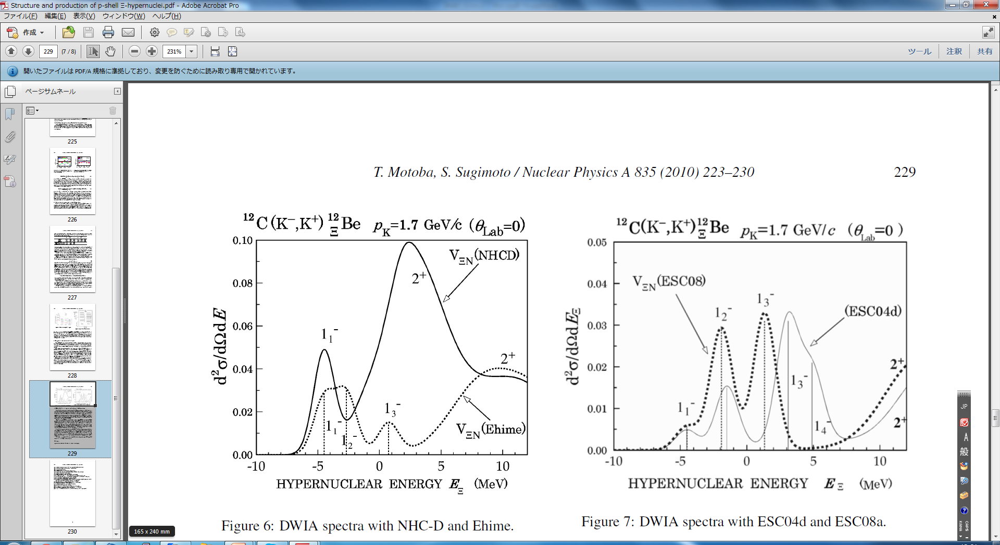 Structure and production of p-shell Ξ-hypernuclei.pdf - Adobe Acrobat Pro
ファイル(F) 編集(E) 表示(V) ウィンドウ(W) ヘルプ(H)
作成
229 (7 / 8) 231% ツール 注釈 共有
開いたファイルは PDF/A 規格に準拠しており、変更を防ぐために読み取り専用で開かれています。
ページサムネール
225
226
227
228
229
230
165 x 240 mm
T. Motoba, S. Sugimoto / Nuclear Physics A 835 (2010) 223–230 229
¹²C(K⁻,K⁺) ¹²ΞBe pK=1.7 GeV/c (θLab=0)
d²σ/dΩdE
0.10
0.08
0.06
0.04
0.02
0.00
VΞN(NHCD)
2⁺
1₁⁻
2⁺
1₃⁻
1₁⁻
1₂⁻
VΞN(Ehime)
-10 -5 0 5 10
HYPERNUCLEAR ENERGY EΞ (MeV)
Figure 6: DWIA spectra with NHC-D and Ehime.
¹²C(K⁻,K⁺)¹²ΞBe pK=1.7 GeV/c (θLab=0)
d²σ/dΩdEΞ
0.05
0.04
0.03
0.02
0.01
0.00
VΞN(ESC08)
1₃⁻
1₂⁻
(ESC04d)
2⁺
1₃⁻
1₁⁻
1₄⁻
2⁺
-10 -5 0 5 10
HYPERNUCLEAR ENERGY EΞ (MeV)
Figure 7: DWIA spectra with ESC04d and ESC08a.
JP
A
般
CAPS
KANA